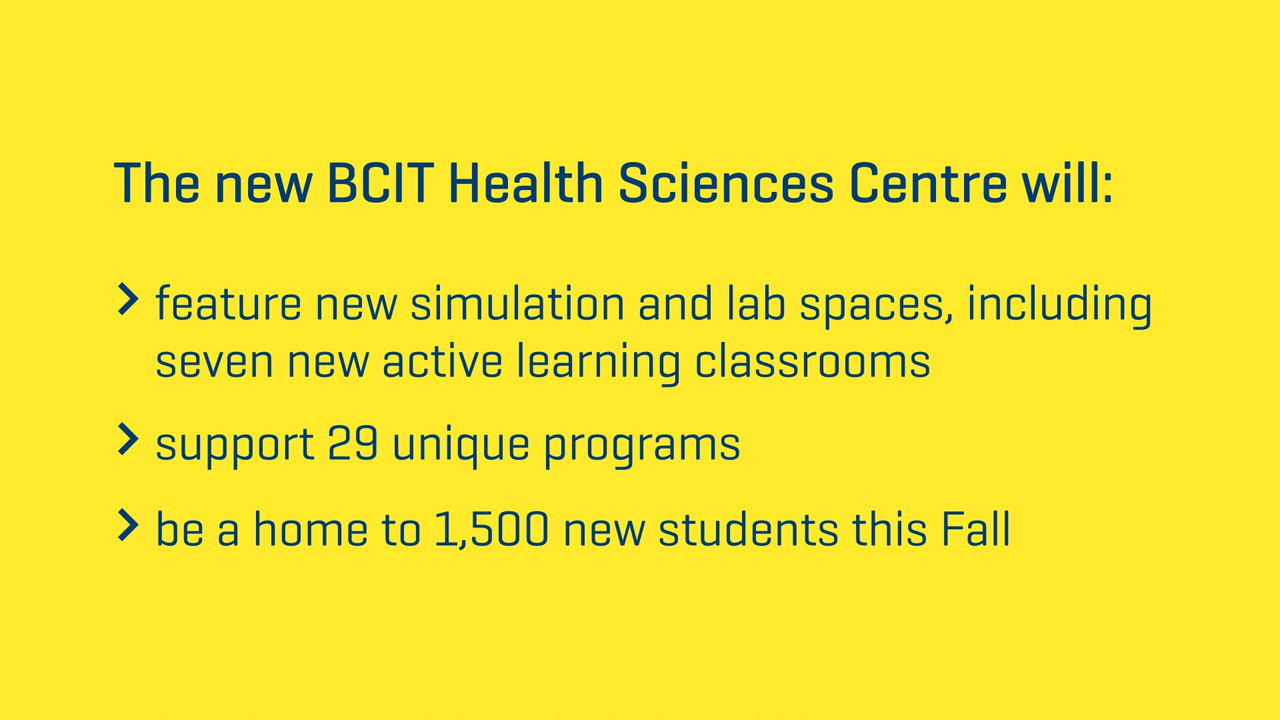 The new BCIT Health Sciences Centre will:
feature new simulation and lab spaces, including
seven new active learning classrooms
support 29 unique programs
be a home to 1,500 new students this Fall